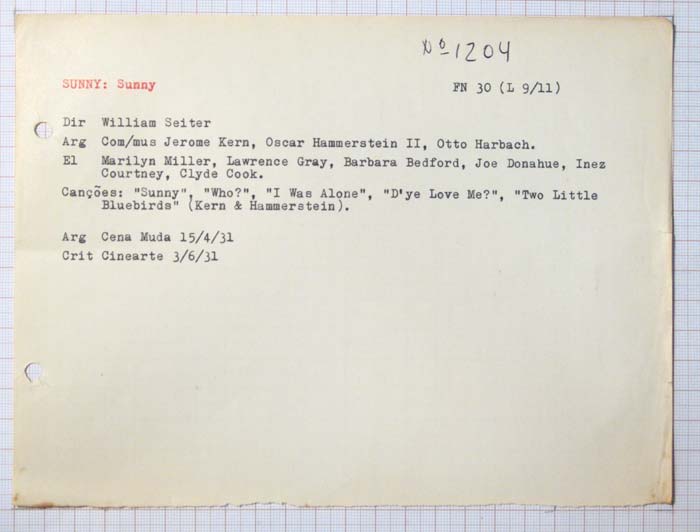 Nº 1204
SUNNY: Sunny FN 30 (L 9/11)
Dir William Seiter
Arg Com/mus Jerome Kern, Oscar Hammerstein II, Otto Harbach.
El Marilyn Miller, Lawrence Gray, Barbara Bedford, Joe Donahue, Inez
Courtney, Clyde Cook.
Canções: "Sunny", "Who?", "I Was Alone", "D'ye Love Me?", "Two Little
Bluebirds" (Kern & Hammerstein).
Arg Cena Muda 15/4/31
Crit Cinearte 3/6/31